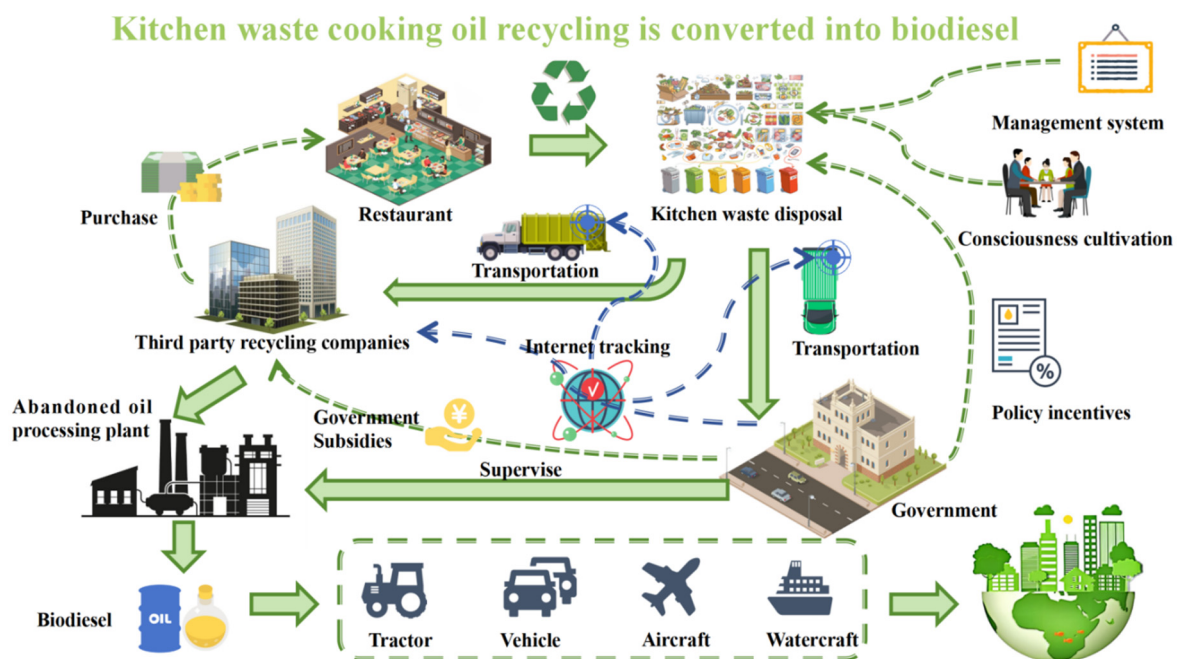 Kitchen waste cooking oil recycling is converted into biodiesel
Management system
Purchase
Restaurant
Kitchen waste disposal
Consciousness cultivation
Transportation
Third party recycling companies
Internet tracking
Transportation
Abandoned oil
processing plant
Government
Subsidies
¥
%
Policy incentives
Supervise
Government
Biodiesel
OIL
Tractor
Vehicle
Aircraft
Watercraft